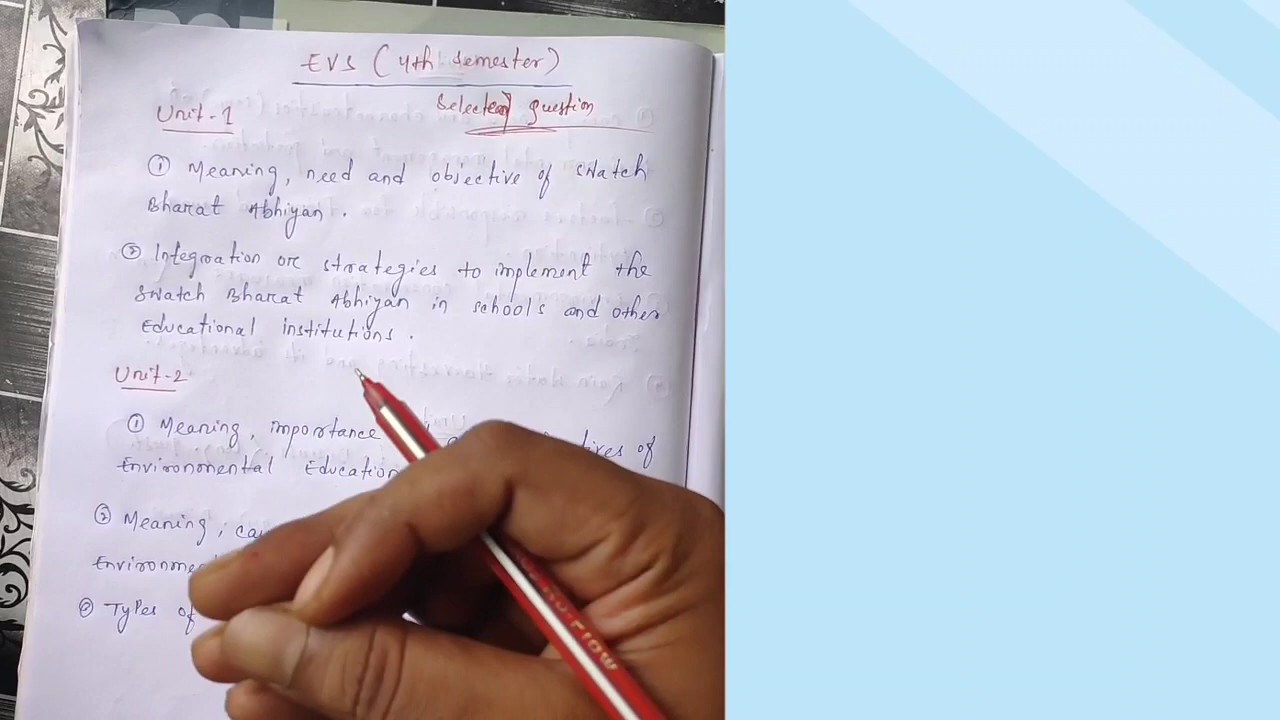 EVS (4th semester)
Selected question
Unit-1
① Meaning, need and objective of swatch
Bharat Abhiyan.
② Integration or strategies to implement the
swatch Bharat Abhiyan in schools and other
Educational institutions.
Unit-2
① Meaning, importance of
Environmental Education
② Meaning,
③ Types of